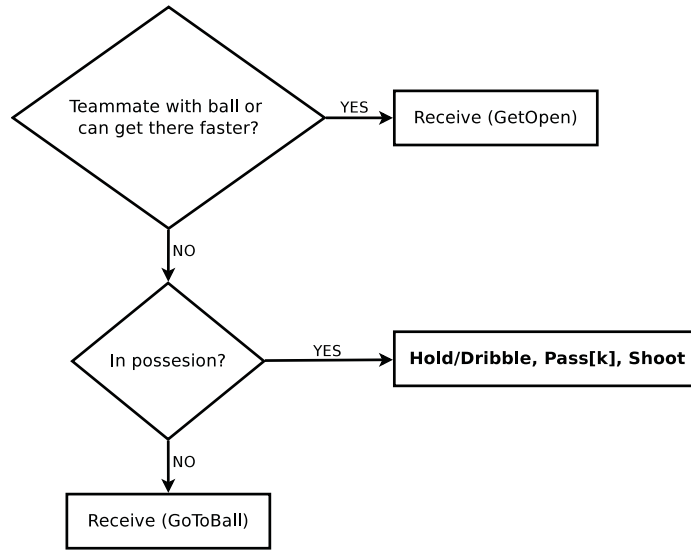 Teammate with ball or
can get there faster?
YES
Receive (GetOpen)
NO
In possesion?
YES
Hold/Dribble, Pass[k], Shoot
NO
Receive (GoToBall)